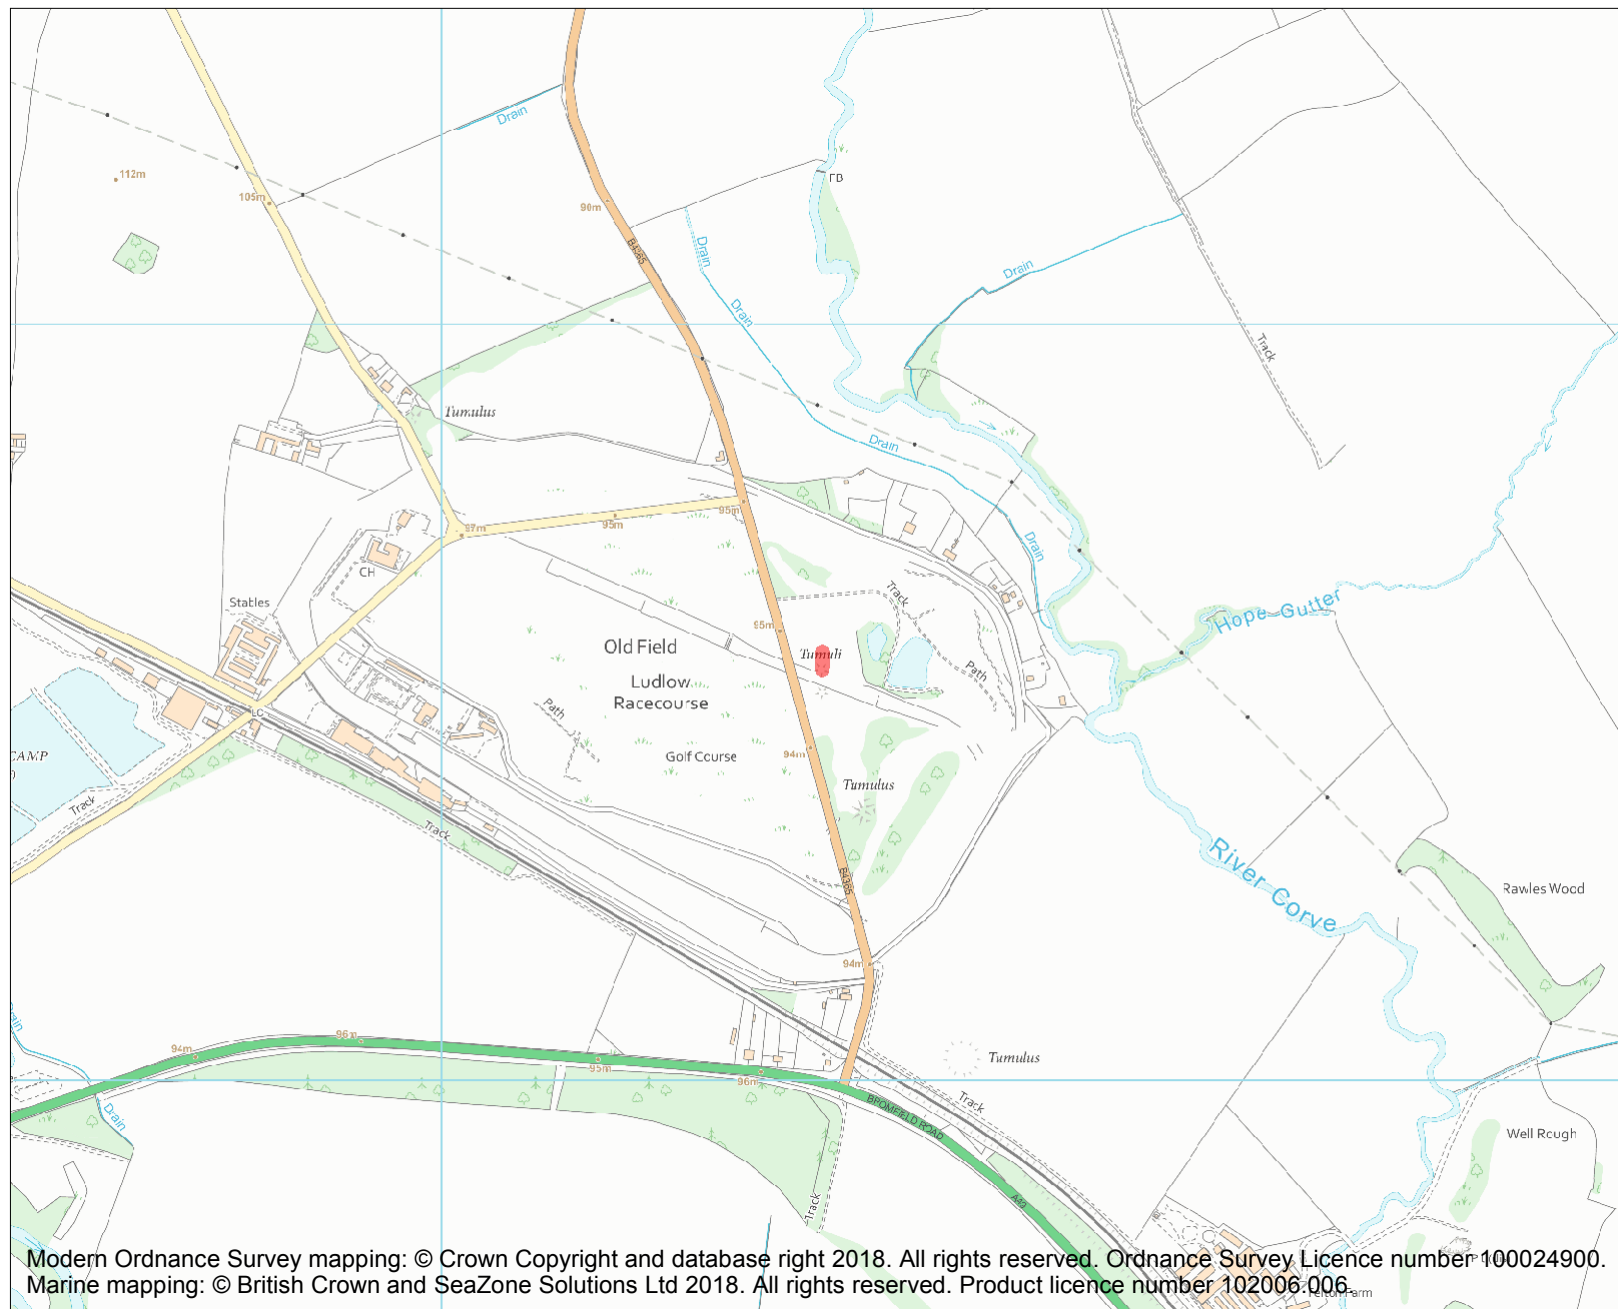 Drain
112m
105m
FB
90m
B4365
Drain
Drain
Drain
Track
Tumulus
Drain
95m
97m
95m
Drain
CH
Track
Stables
Hope Gutter
95m
Old Field
Tumuli
Path
Ludlow
Racecourse
Path
LC
CAMP
Golf Course
94m
Tumulus
Track
Track
River Corve
B4365
Rawles Wood
94m
96m
94m
95m
96m
Tumulus
Track
Drain
BROMFIELD ROAD
Well Rough
A49
Track
Modern Ordnance Survey mapping: © Crown Copyright and database right 2018. All rights reserved. Ordnance Survey Licence number 100024900.
Marine mapping: © British Crown and SeaZone Solutions Ltd 2018. All rights reserved. Product licence number 102006.006.
Felton Farm